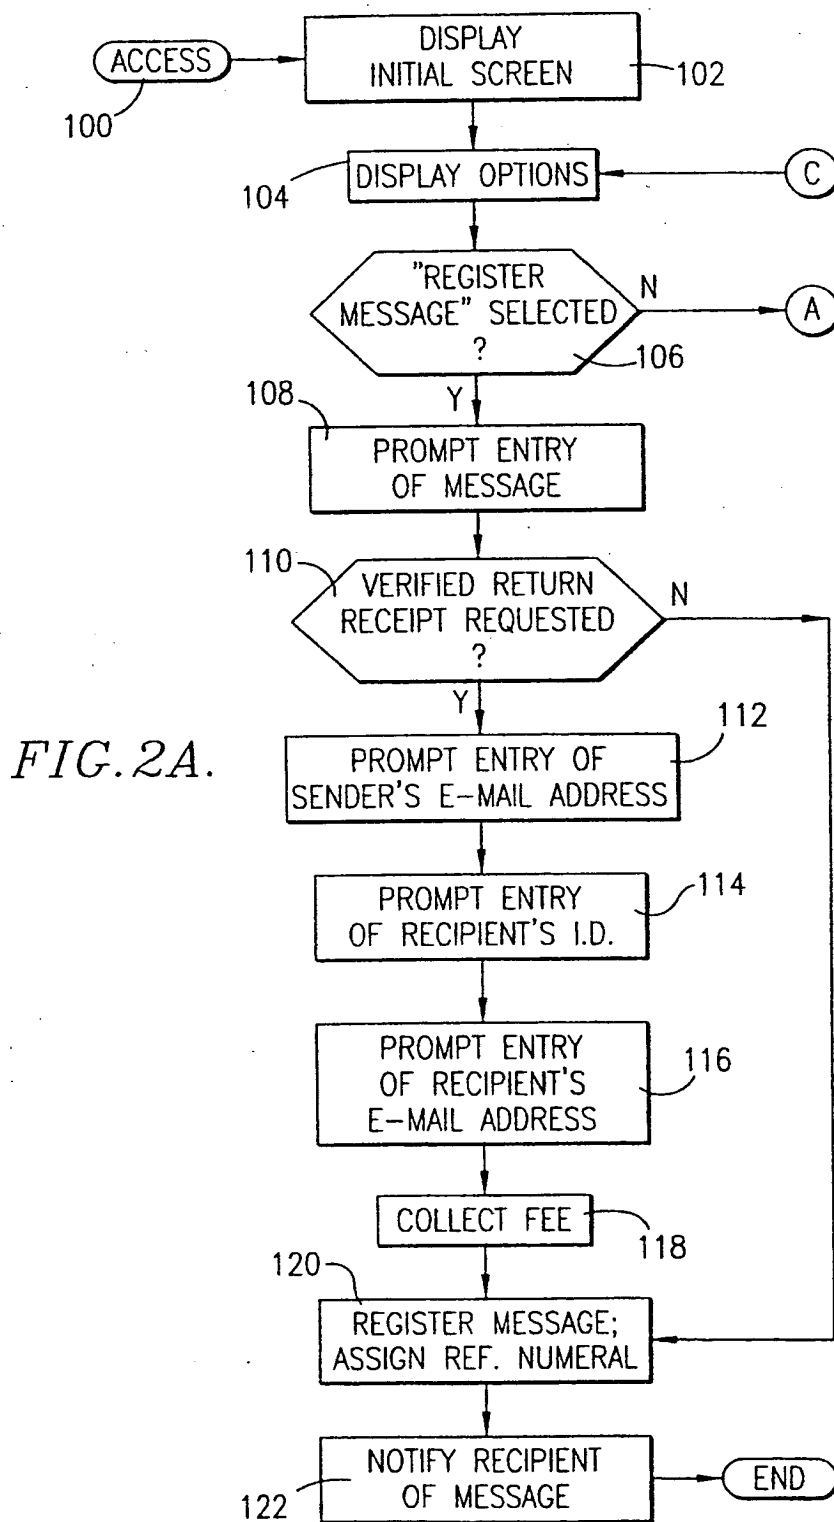 ACCESS
100
DISPLAY
INITIAL SCREEN
102
DISPLAY OPTIONS
104
C
"REGISTER
MESSAGE" SELECTED
?
106
N
A
Y
108
PROMPT ENTRY
OF MESSAGE
110
VERIFIED RETURN
RECEIPT REQUESTED
?
N
Y
FIG.2A.
112
PROMPT ENTRY OF
SENDER'S E-MAIL ADDRESS
PROMPT ENTRY
OF RECIPIENT'S I.D.
114
PROMPT ENTRY
OF RECIPIENT'S
E-MAIL ADDRESS
116
COLLECT FEE
118
120
REGISTER MESSAGE;
ASSIGN REF. NUMERAL
NOTIFY RECIPIENT
OF MESSAGE
122
END